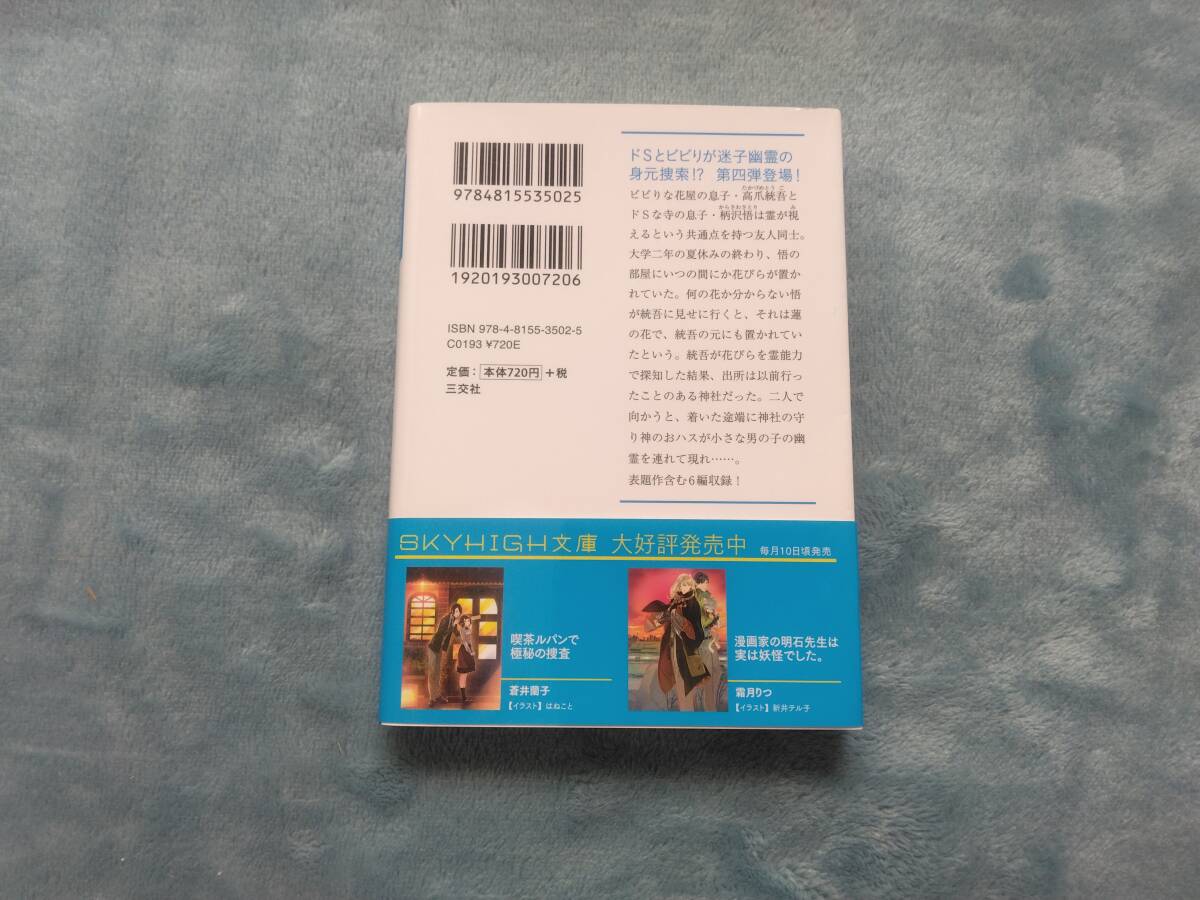 9784815535025
1920193007206
ISBN 978-4-8155-3502-5
C0193 ¥720E
定価：本体720円＋税
三交社
ドSとビビりが迷子幽霊の
身元捜索!?　第四弾登場！
ビビりな花屋の息子・高爪統吾と
ドSな寺の息子・柄沢悟は霊が視
えるという共通点を持つ友人同士。
大学二年の夏休みの終わり、悟の
部屋にいつの間にか花びらが置か
れていた。何の花か分からない悟
が統吾に見せに行くと、それは蓮
の花で、統吾の元にも置かれてい
たという。統吾が花びらを霊能力
で探知した結果、出所は以前行っ
たことのある神社だった。二人で
向かうと、着いた途端に神社の守
り神のおハスが小さな男の子の幽
霊を連れて現れ……。
表題作含む6編収録！
SKYHIGH文庫 大好評発売中 毎月10日頃発売
喫茶ルパンで
極秘の捜査
蒼井蘭子
【イラスト】はねこと
漫画家の明石先生は
実は妖怪でした。
霜月りつ
【イラスト】新井テル子